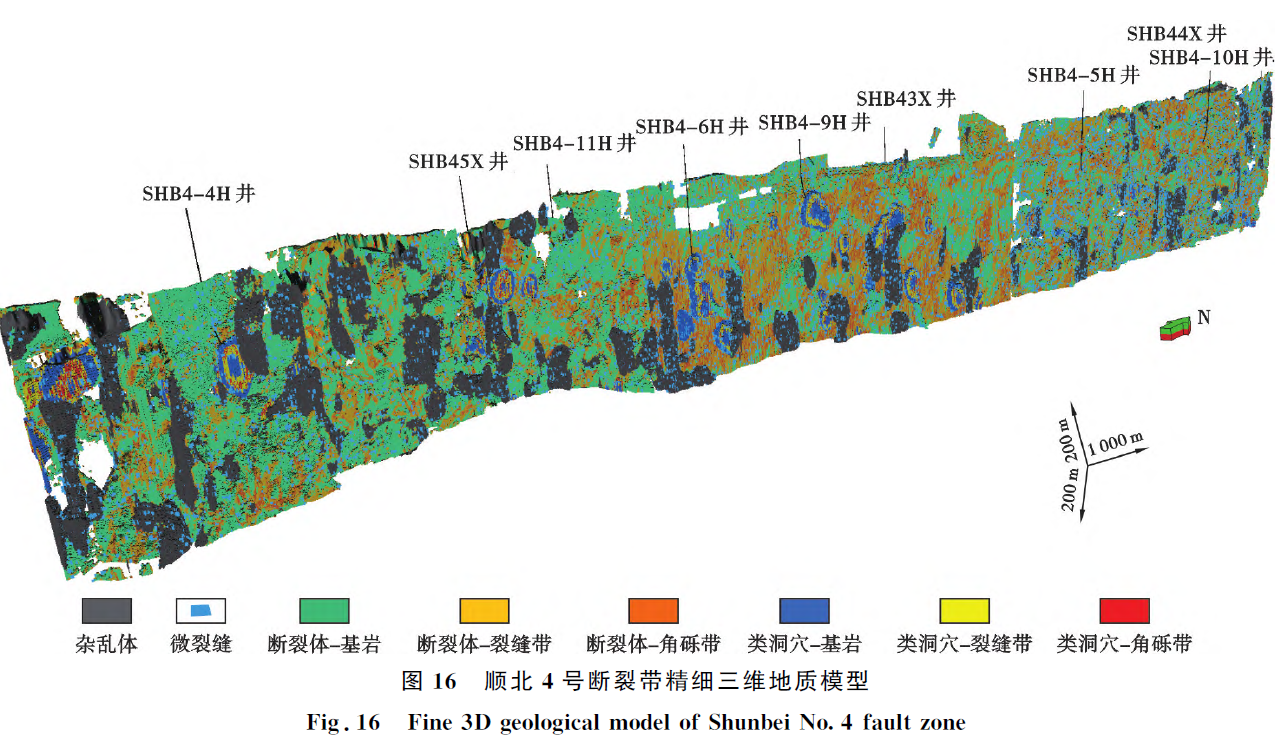 SHB44X 井
SHB4-10H 井
SHB4-5H 井
SHB43X 井
SHB4-9H 井
SHB4-6H 井
SHB4-11H 井
SHB45X 井
SHB4-4H 井
N
200 m 200 m 1 000 m
杂乱体 微裂缝 断裂体-基岩 断裂体-裂缝带 断裂体-角砾带 类洞穴-基岩 类洞穴-裂缝带 类洞穴-角砾带
图 16 顺北 4 号断裂带精细三维地质模型
Fig. 16 Fine 3D geological model of Shunbei No. 4 fault zone